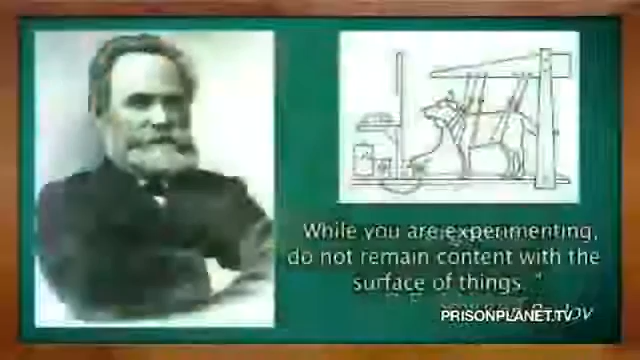 While you are experimenting,
do not remain content with the
surface of things."
PRISONPLANET.TV